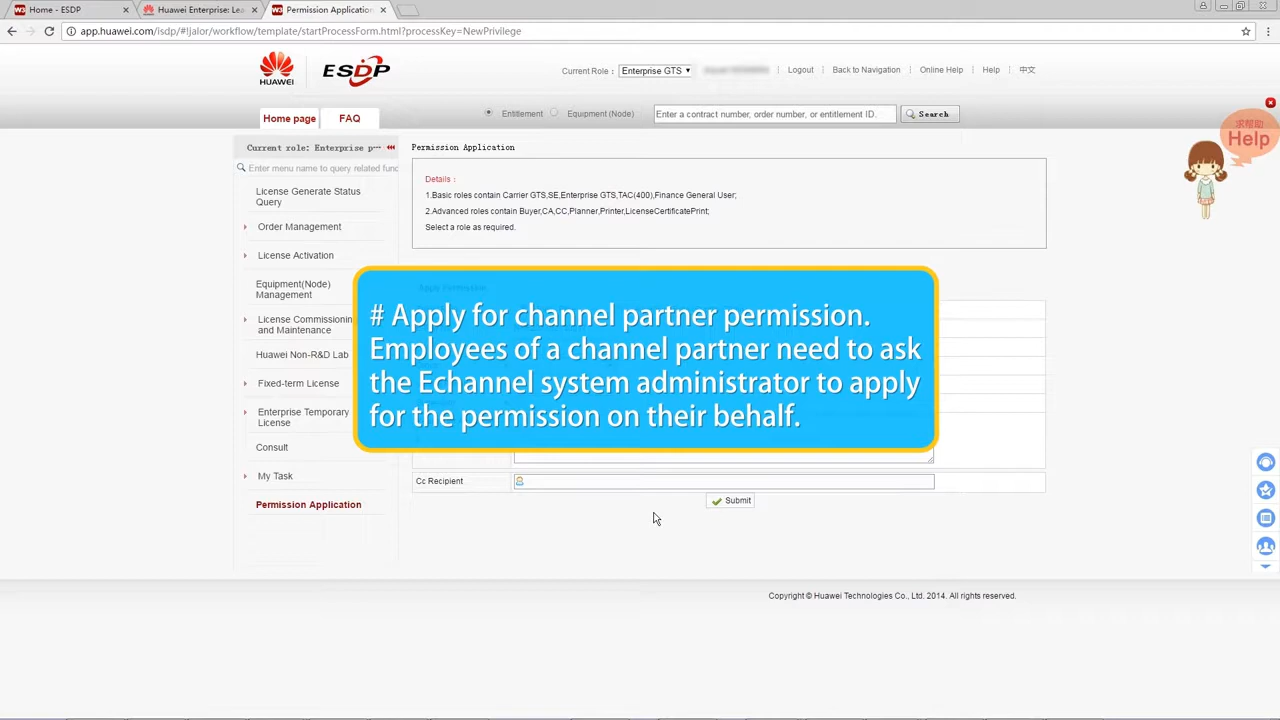 Home - ESDP
Huawei Enterprise: Lea
Permission Application
app.huawei.com/isdp/#!jalor/workflow/template/startProcessForm.html?processKey=NewPrivilege
HUAWEI
ESDP
Current Role :
Enterprise GTS
Logout
Back to Navigation
Online Help
Help
中文
Home page
FAQ
Entitlement
Equipment (Node)
Enter a contract number, order number, or entitlement ID.
Search
求帮助
Help
Current role: Enterprise p…
Enter menu name to query related func
License Generate Status
Query
Order Management
License Activation
Equipment(Node)
Management
License Commissionin
and Maintenance
Huawei Non-R&D Lab
Fixed-term License
Enterprise Temporary
License
Consult
My Task
Permission Application
Permission Application
Details :
1.Basic roles contain Carrier GTS,SE,Enterprise GTS,TAC(400),Finance General User;
2.Advanced roles contain Buyer,CA,CC,Planner,Printer,LicenseCertificatePrint;
Select a role as required.
Apply Permission
# Apply for channel partner permission.
Employees of a channel partner need to ask
the Echannel system administrator to apply
for the permission on their behalf.
Cc Recipient
Submit
Copyright © Huawei Technologies Co., Ltd. 2014. All rights reserved.